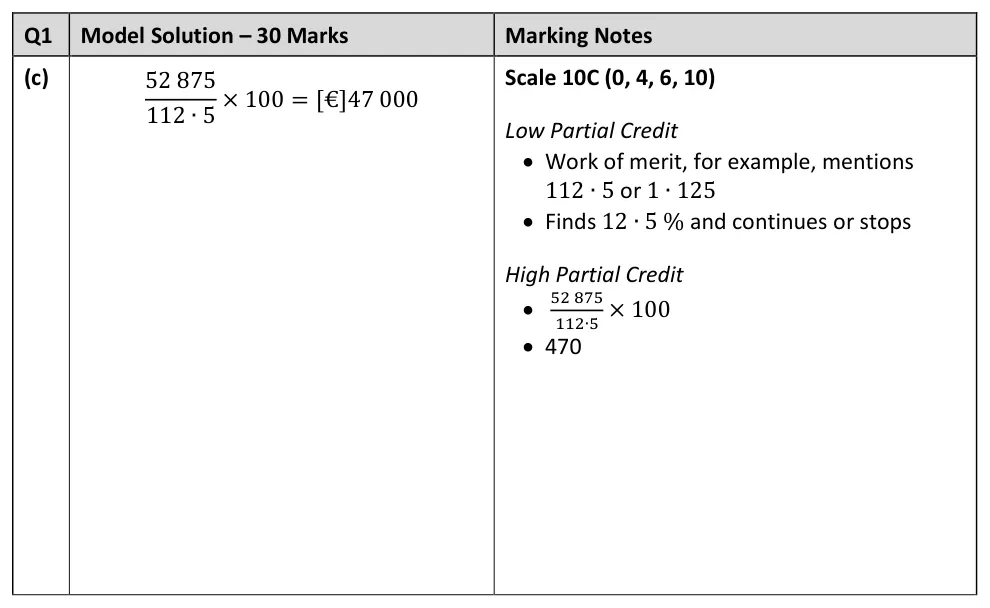 Q1 Model Solution – 30 Marks Marking Notes
(c)
52 875
112 · 5
× 100 = [€]47 000
Scale 10C (0, 4, 6, 10)
Low Partial Credit
• Work of merit, for example, mentions
112 · 5 or 1 · 125
• Finds 12 · 5 % and continues or stops
High Partial Credit
• 52 875
112·5
× 100
• 470